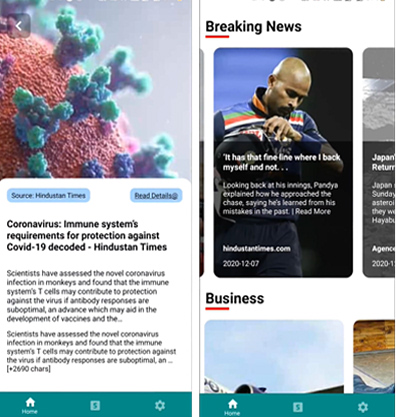 Source: Hindustan Times
Read Details@
Coronavirus: Immune system's
requirements for protection against
Covid-19 decoded - Hindustan Times
Scientists have assessed the novel coronavirus
infection in monkeys and found that the immune
system's T cells may contribute to protection
against the virus if antibody responses are
suboptimal, an advance which may aid in the
development of vaccines and the…
Scientists have assessed the novel coronavirus
infection in monkeys and found that the immune
system's T cells may contribute to protection against
the virus if antibody responses are suboptimal, an …
[+2690 chars]
Home
Breaking News
'It has that fine line where I back
myself and not. . .
Looking back at his innings, Pandya
explained how he approached the
chase, saying he's learned from his
mistakes in the past. | Read More
hindustantimes.com
2020-12-07
Japan'
Return
Japan
Sunday
asteroi
they we
Hayabu
Agence
2020-1
Business
Home